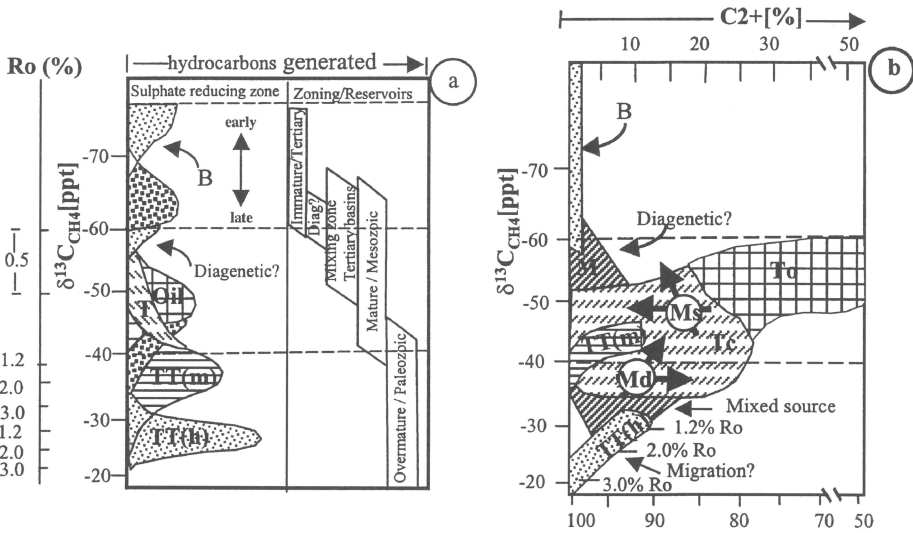 Ro (%)
hydrocarbons generated
a
Sulphate reducing zone
Zoning/Reservoirs
early
late
B
Diagenetic?
Oil
T
TT(m)
TT(h)
Immature/Tertiary
Diag?
Mixing zone
Tertiary basins
Mature / Mesozoic
Overmature / Paleozoic
δ13CCH4[ppt]
-70
-60
-50
-40
-30
-20
0.5
1.2
2.0
3.0
1.2
2.0
3.0
C2+[%]
10
20
30
50
b
B
Diagenetic?
M
To
Ms
TT(m)
Tc
Md
Mixed source
TT(h)
1.2% Ro
2.0% Ro
Migration?
3.0% Ro
δ13CCH4[ppt]
-70
-60
-50
-40
-30
-20
100
90
80
70
50